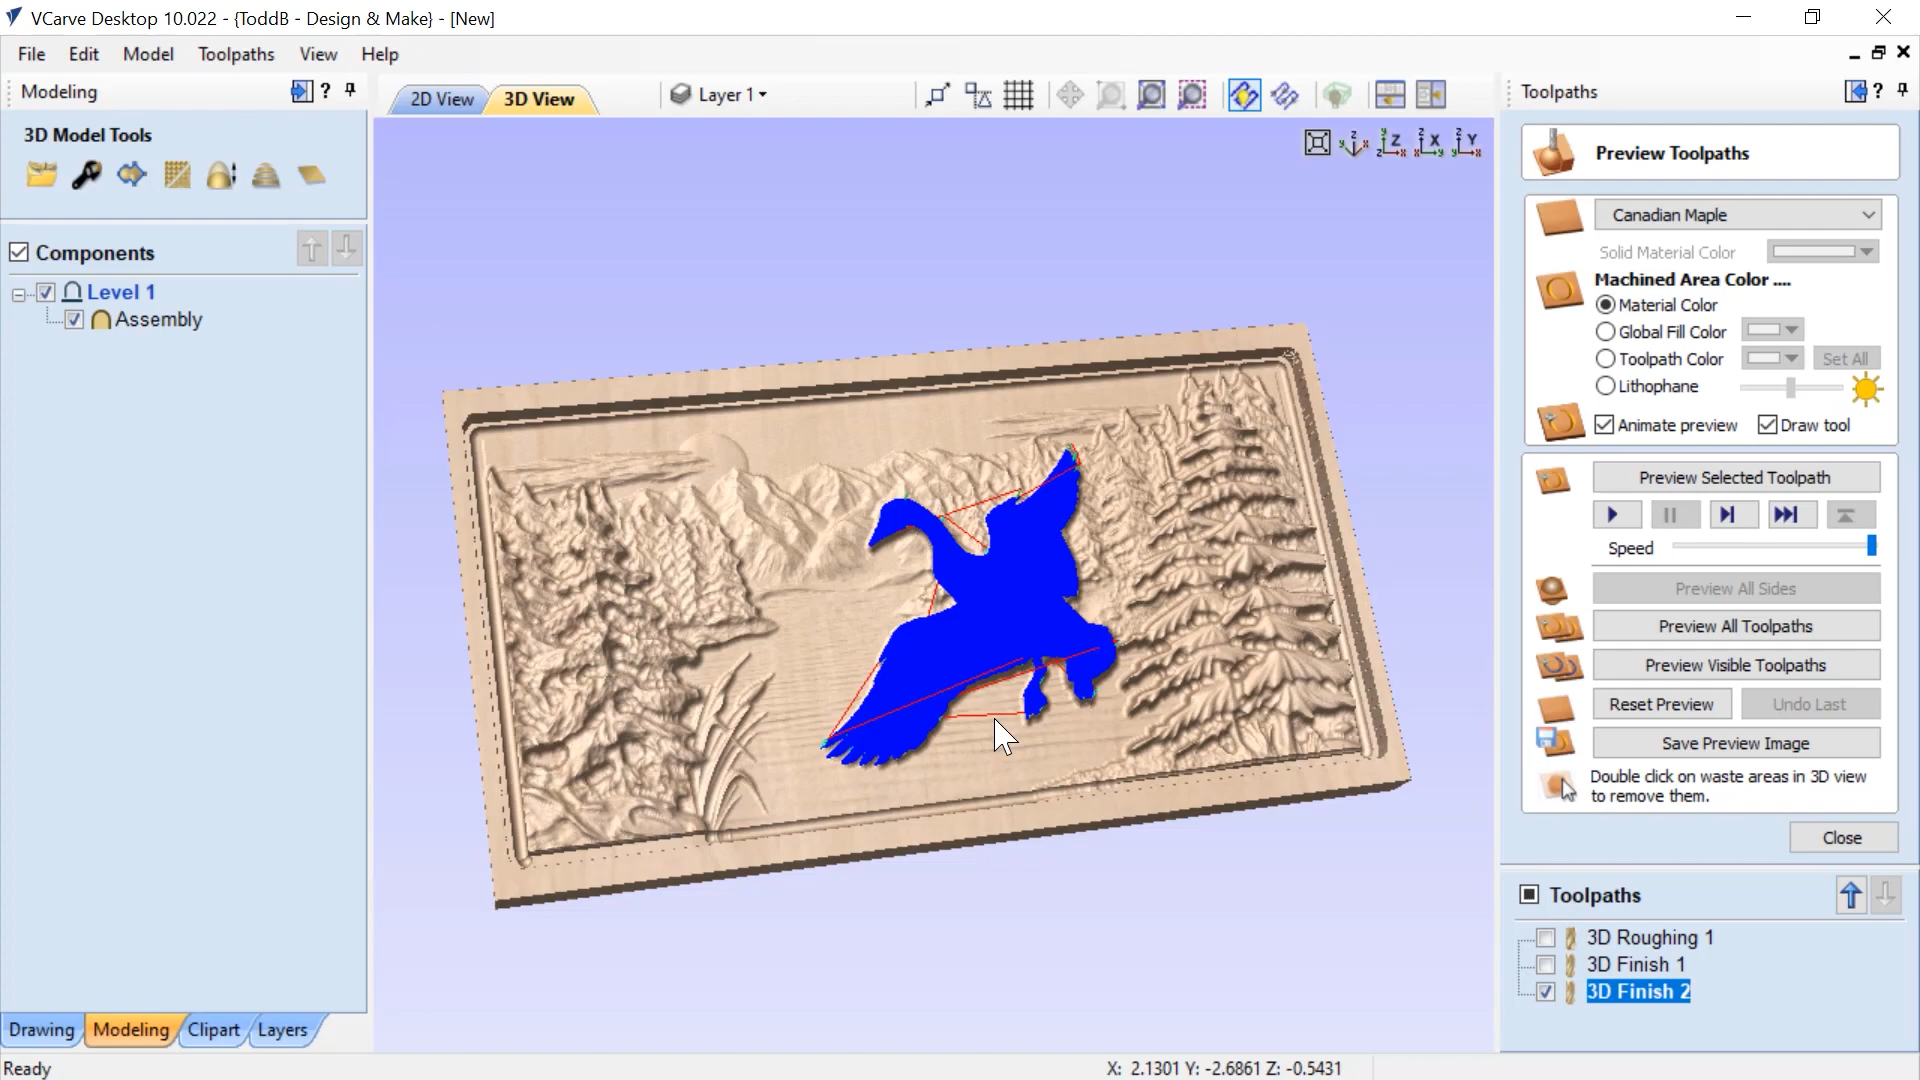 VCarve Desktop 10.022 - {ToddB - Design & Make} - [New]
File Edit Model Toolpaths View Help
Modeling ?
2D View 3D View Layer 1
Toolpaths ?
3D Model Tools
Components
Level 1
Assembly
Preview Toolpaths
Canadian Maple
Solid Material Color
Machined Area Color ....
Material Color
Global Fill Color
Toolpath Color Set All
Lithophane
Animate preview Draw tool
Preview Selected Toolpath
Speed
Preview All Sides
Preview All Toolpaths
Preview Visible Toolpaths
Reset Preview Undo Last
Save Preview Image
Double click on waste areas in 3D view
to remove them.
Close
Toolpaths
3D Roughing 1
3D Finish 1
3D Finish 2
Drawing Modeling Clipart Layers
Ready
X: 2.1301 Y: -2.6861 Z: -0.5431